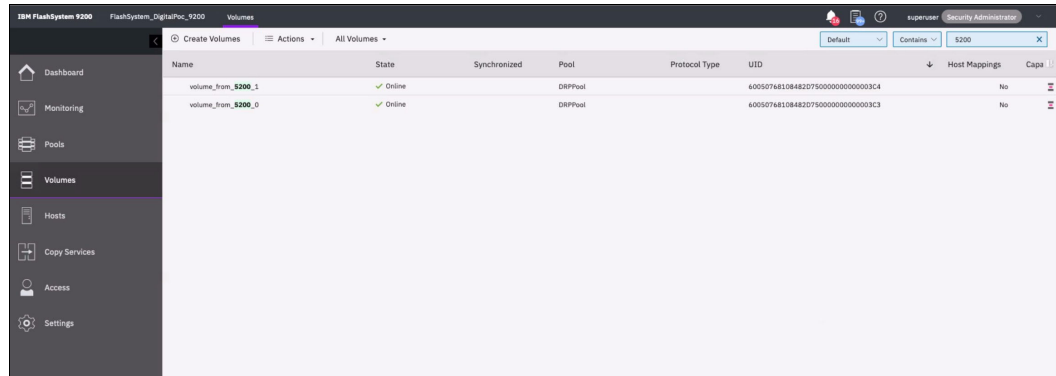 IBM FlashSystem 9200 FlashSystem_DigitalPoc_9200 Volumes superuser Security Administrator
Create Volumes Actions All Volumes Default Contains 5200
Name State Synchronized Pool Protocol Type UID Host Mappings Capa
Dashboard
volume_from_5200_1 Online DRPPool 60050768108482D75000000000003C4 No
volume_from_5200_0 Online DRPPool 60050768108482D75000000000003C3 No
Monitoring
Pools
Volumes
Hosts
Copy Services
Access
Settings